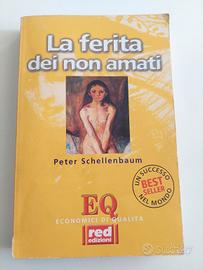 La ferita
dei non amati
Peter Schellenbaum
UN SUCCESSO
BEST
SELLER
NEL MONDO
EQ
ECONOMICI DI QUALITÀ
red
edizioni
subito